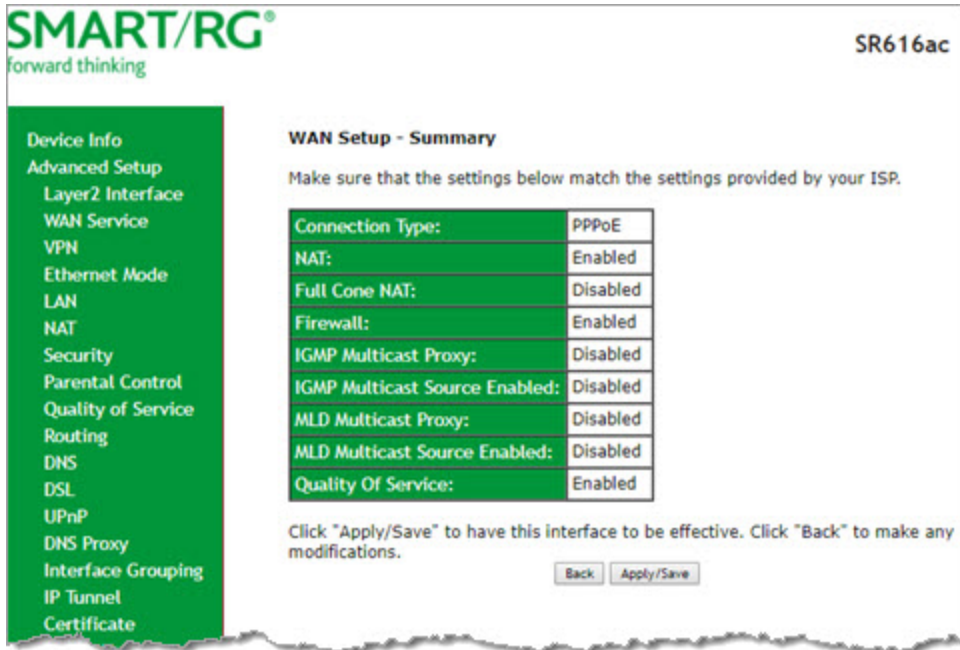 SMART/RG®
forward thinking
SR616ac
Device Info
Advanced Setup
Layer2 Interface
WAN Service
VPN
Ethernet Mode
LAN
NAT
Security
Parental Control
Quality of Service
Routing
DNS
DSL
UPnP
DNS Proxy
Interface Grouping
IP Tunnel
Certificate
WAN Setup - Summary
Make sure that the settings below match the settings provided by your ISP.
Connection Type: PPPoE
NAT: Enabled
Full Cone NAT: Disabled
Firewall: Enabled
IGMP Multicast Proxy: Disabled
IGMP Multicast Source Enabled: Disabled
MLD Multicast Proxy: Disabled
MLD Multicast Source Enabled: Disabled
Quality Of Service: Enabled
Click "Apply/Save" to have this interface to be effective. Click "Back" to make any
modifications.
Back Apply/Save